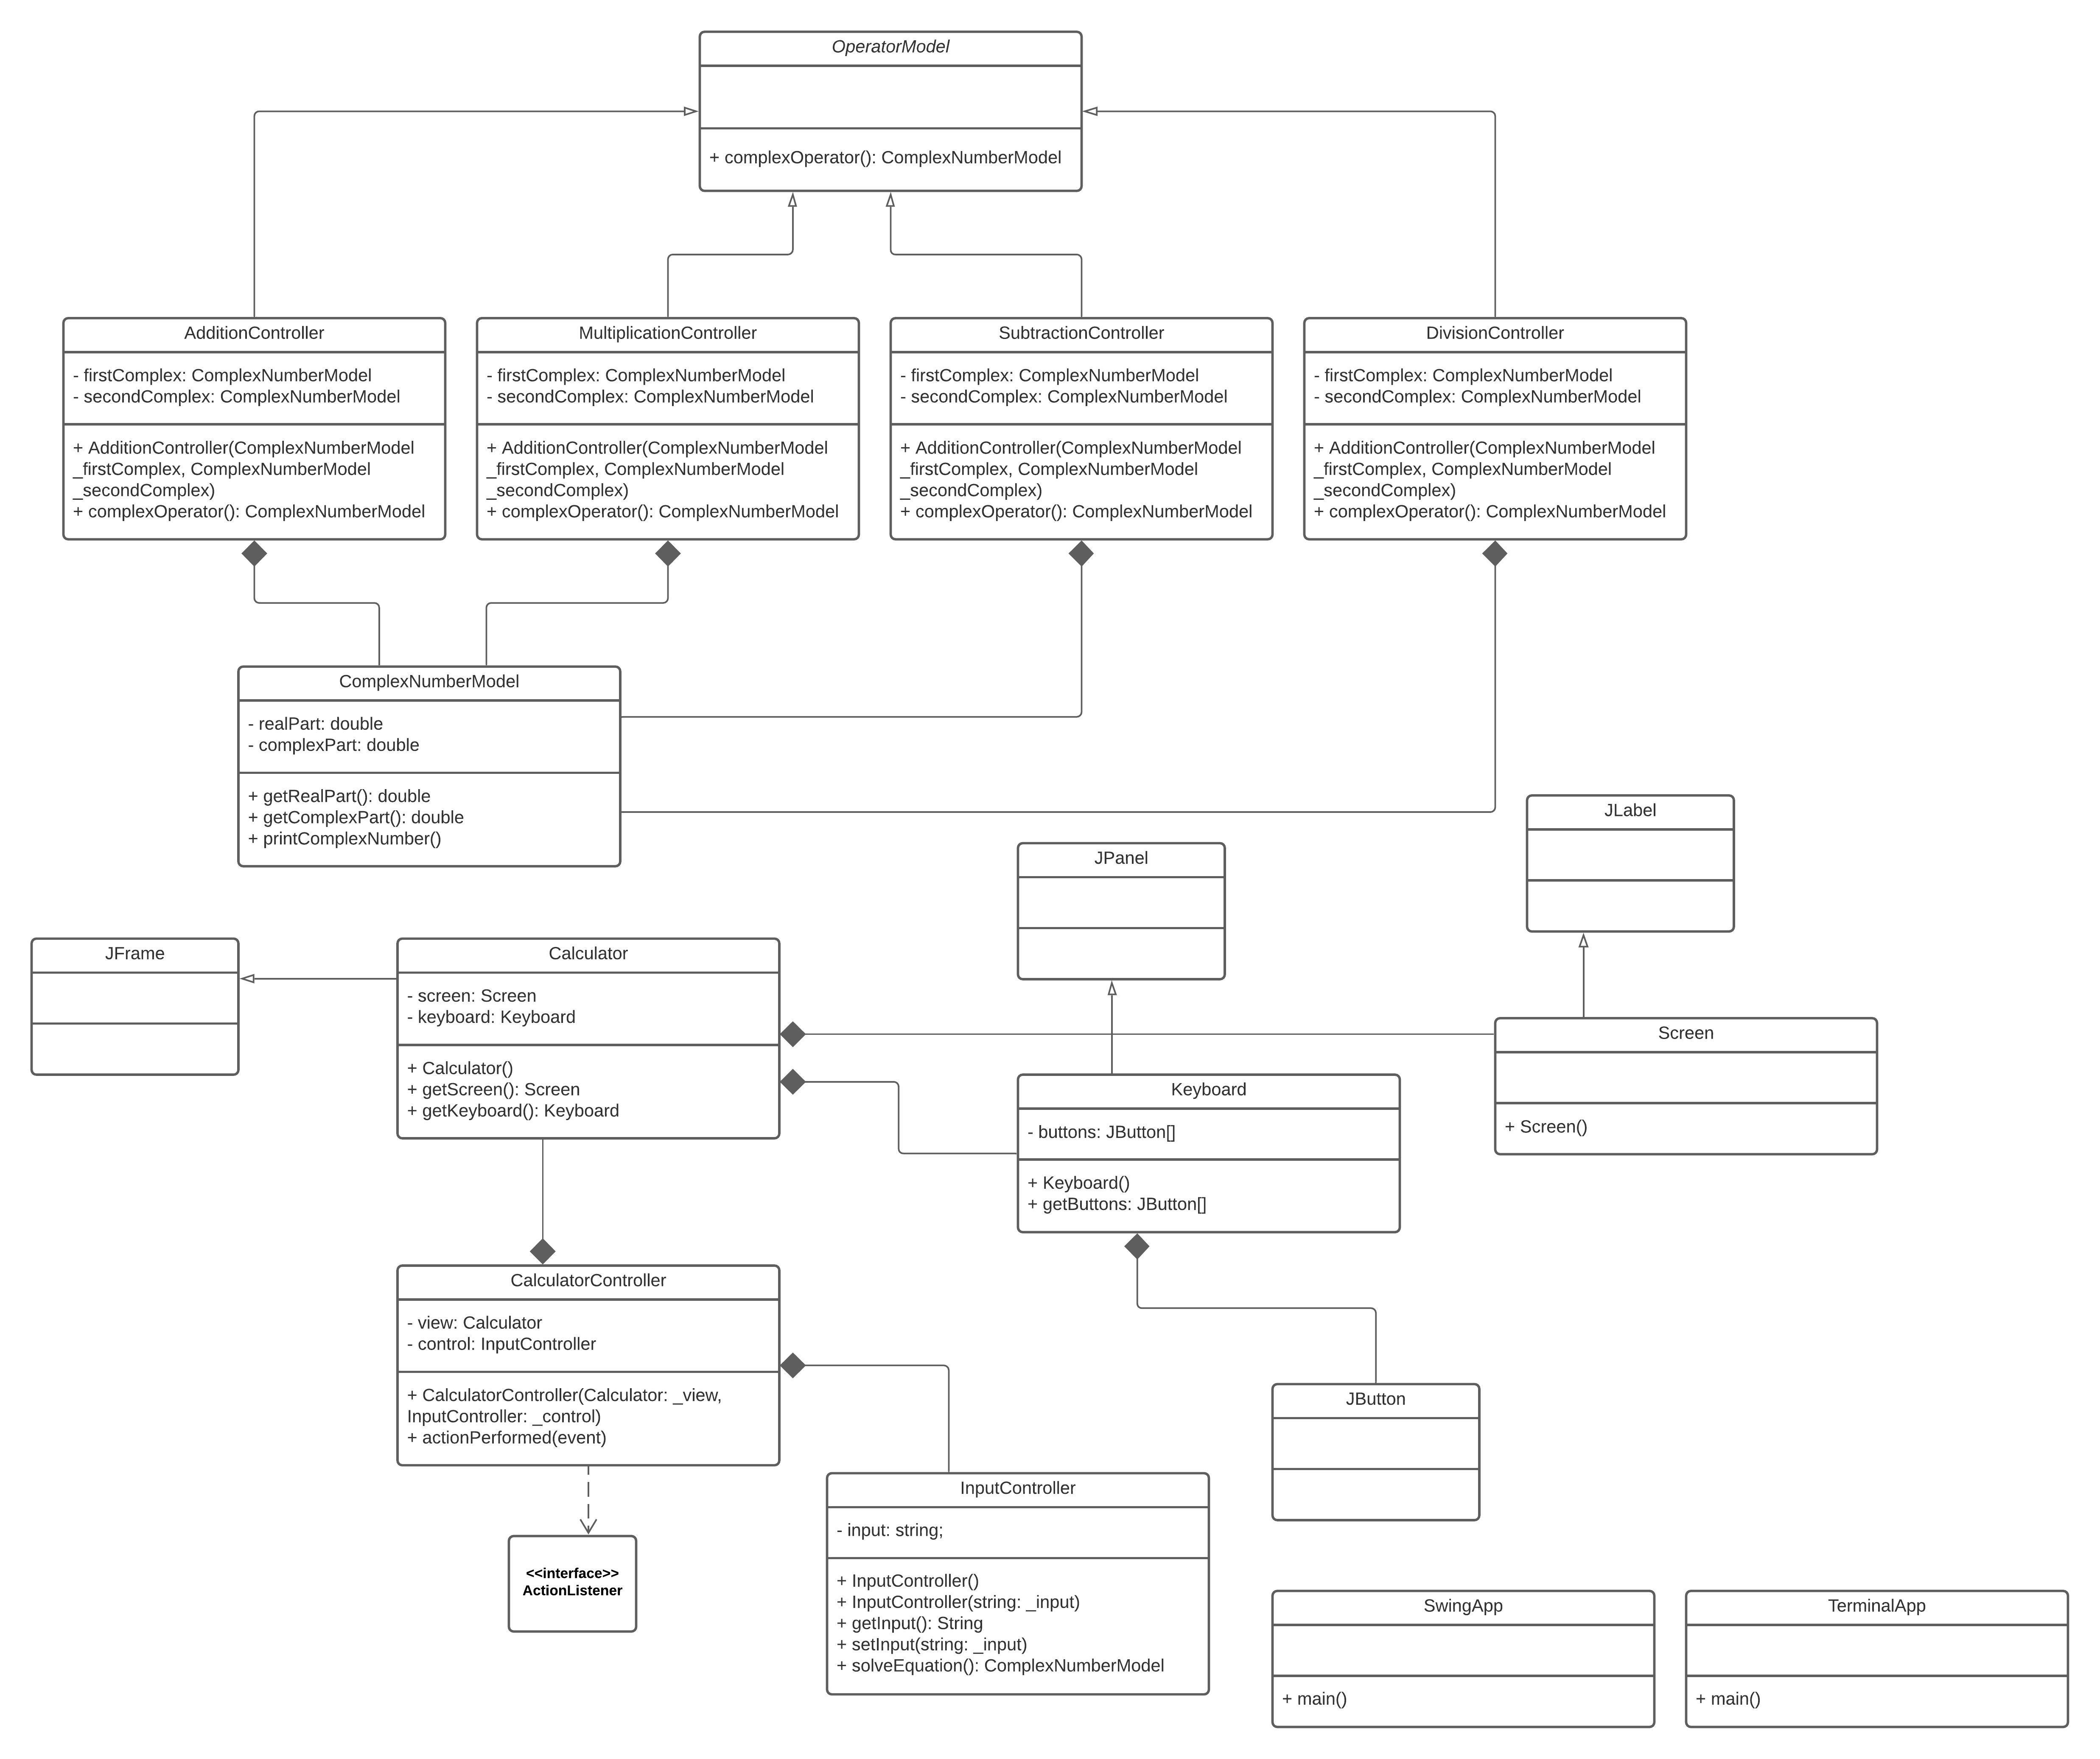 OperatorModel
+ complexOperator(): ComplexNumberModel
AdditionController
- firstComplex: ComplexNumberModel
- secondComplex: ComplexNumberModel
+ AdditionController(ComplexNumberModel
_firstComplex, ComplexNumberModel
_secondComplex)
+ complexOperator(): ComplexNumberModel
MultiplicationController
- firstComplex: ComplexNumberModel
- secondComplex: ComplexNumberModel
+ AdditionController(ComplexNumberModel
_firstComplex, ComplexNumberModel
_secondComplex)
+ complexOperator(): ComplexNumberModel
SubtractionController
- firstComplex: ComplexNumberModel
- secondComplex: ComplexNumberModel
+ AdditionController(ComplexNumberModel
_firstComplex, ComplexNumberModel
_secondComplex)
+ complexOperator(): ComplexNumberModel
DivisionController
- firstComplex: ComplexNumberModel
- secondComplex: ComplexNumberModel
+ AdditionController(ComplexNumberModel
_firstComplex, ComplexNumberModel
_secondComplex)
+ complexOperator(): ComplexNumberModel
ComplexNumberModel
- realPart: double
- complexPart: double
+ getRealPart(): double
+ getComplexPart(): double
+ printComplexNumber()
JLabel
JPanel
JFrame
Calculator
- screen: Screen
- keyboard: Keyboard
+ Calculator()
+ getScreen(): Screen
+ getKeyboard(): Keyboard
Screen
+ Screen()
Keyboard
- buttons: JButton[]
+ Keyboard()
+ getButtons: JButton[]
CalculatorController
- view: Calculator
- control: InputController
+ CalculatorController(Calculator: _view,
InputController: _control)
+ actionPerformed(event)
JButton
InputController
- input: string;
+ InputController()
+ InputController(string: _input)
+ getInput(): String
+ setInput(string: _input)
+ solveEquation(): ComplexNumberModel
<<interface>>
ActionListener
SwingApp
+ main()
TerminalApp
+ main()